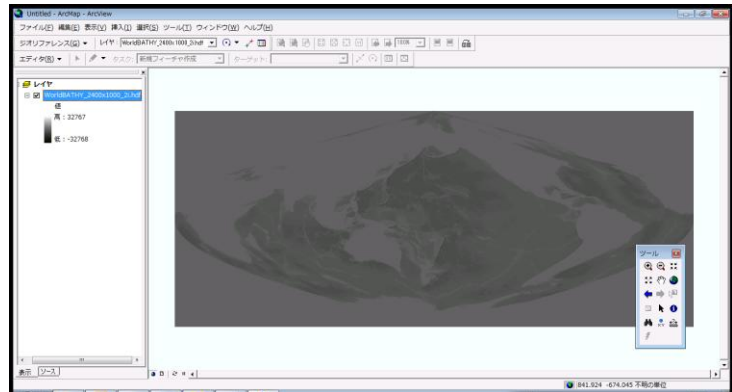 Untitled - ArcMap - ArcView
ファイル(F) 編集(E) 表示(V) 挿入(I) 選択(S) ツール(T) ウィンドウ(W) ヘルプ(H)
ジオリファレンス(G) レイヤ: WorldBATHY_2400x1000_2i.hdf 100%
エディタ(R) タスク: 新規フィーチャ作成 ターゲット:
レイヤ
WorldBATHY_2400x1000_2i.hdf
値
高 : 32767
低 : -32768
ツール
表示 ソース
841.924 -674.045 不明の単位